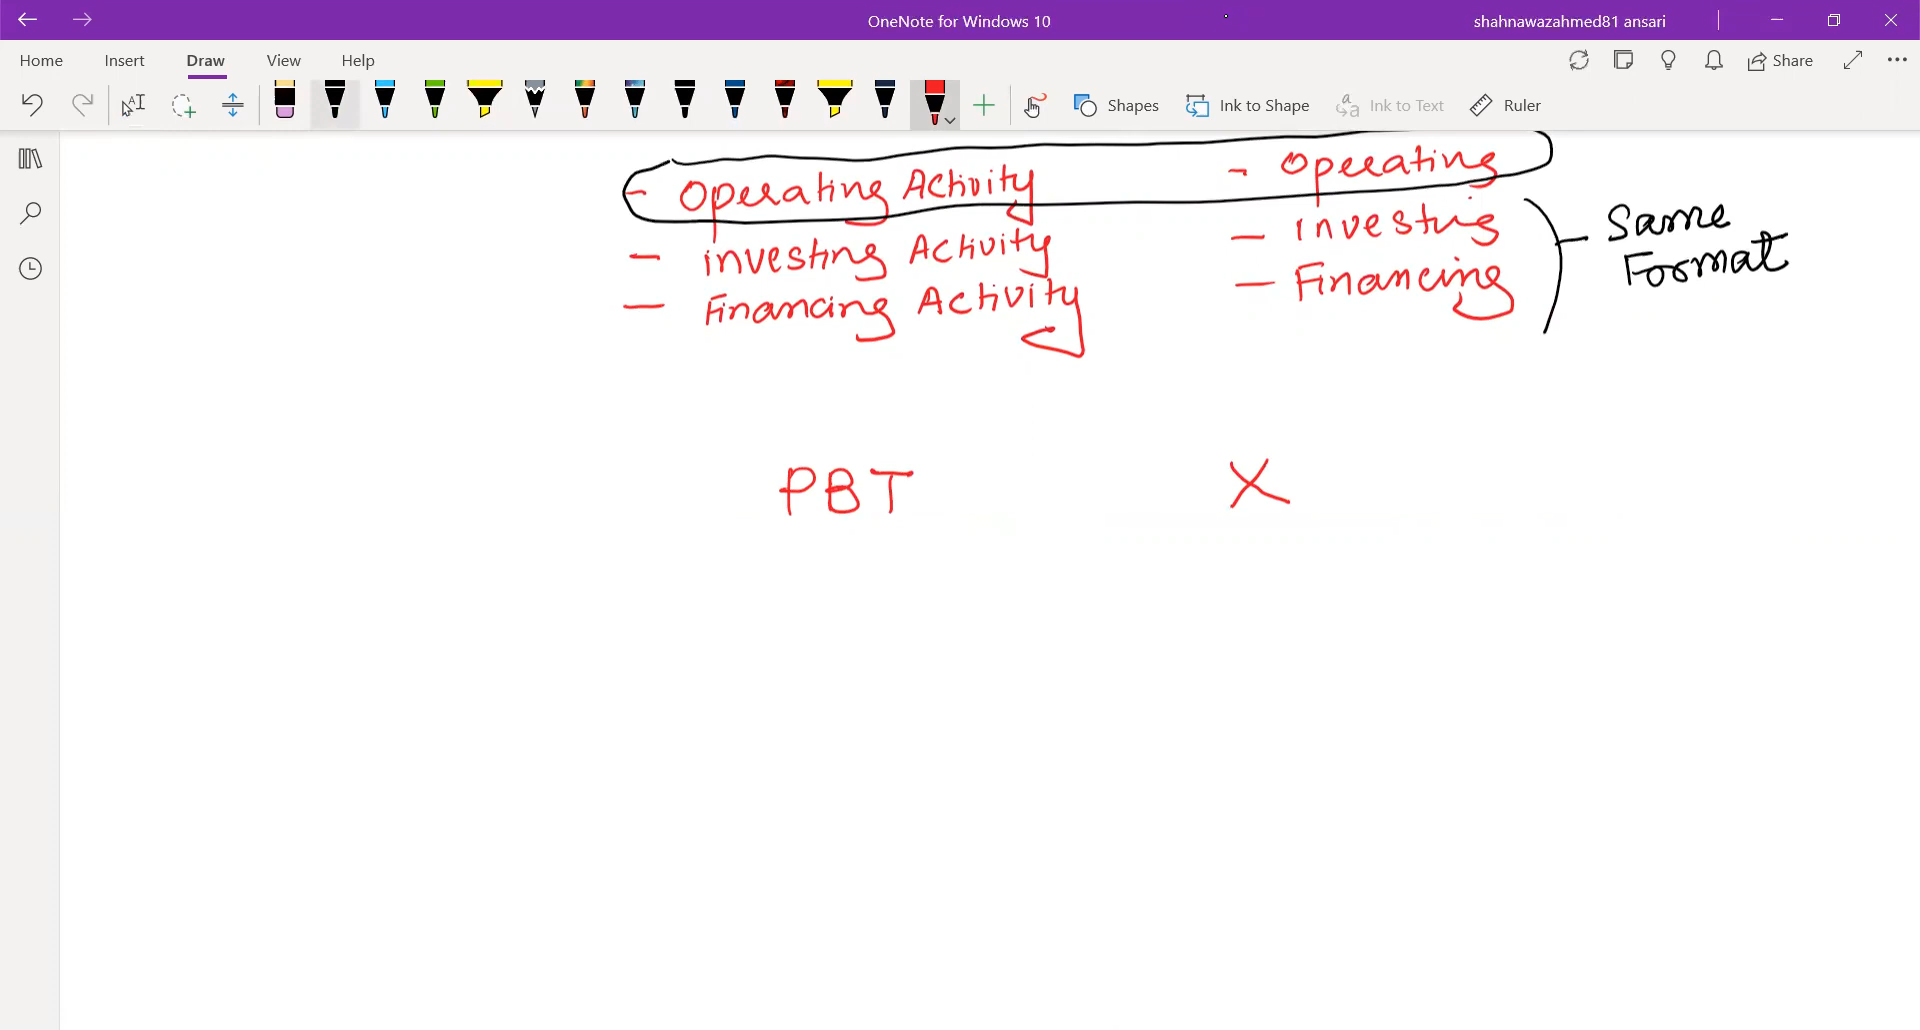 OneNote for Windows 10
shahnawazahmed81 ansari
Home Insert Draw View Help
Share
Shapes Ink to Shape Ink to Text Ruler
- Operating Activity
- investing Activity
- Financing Activity
- Operating
- Investing
- Financing
- Same
Format
PBT X